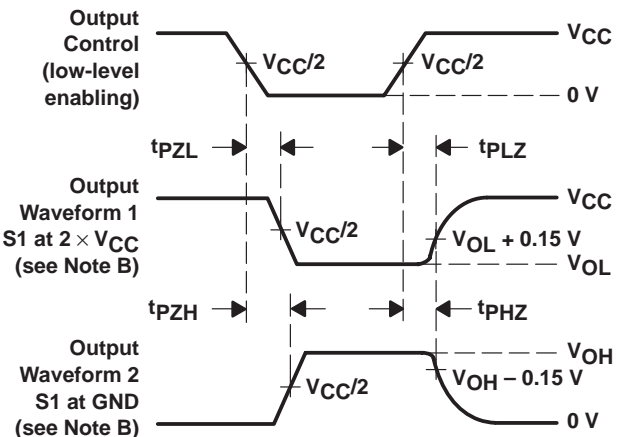 Output
Control
(low-level
enabling)
VCC/2
VCC/2
VCC
0 V
tPZL
tPLZ
Output
Waveform 1
S1 at 2 × VCC
(see Note B)
VCC/2
VCC
VOL + 0.15 V
VOL
tPZH
tPHZ
Output
Waveform 2
S1 at GND
(see Note B)
VCC/2
VOH
VOH – 0.15 V
0 V